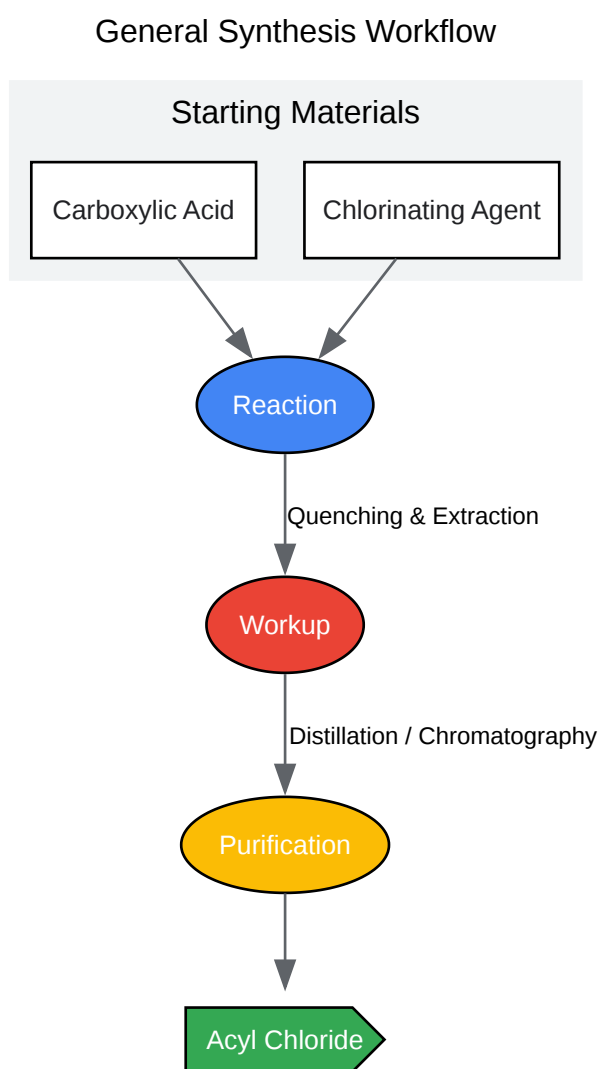 General Synthesis Workflow
Starting Materials
Carboxylic Acid
Chlorinating Agent
Reaction
Quenching & Extraction
Workup
Distillation / Chromatography
Purification
Acyl Chloride